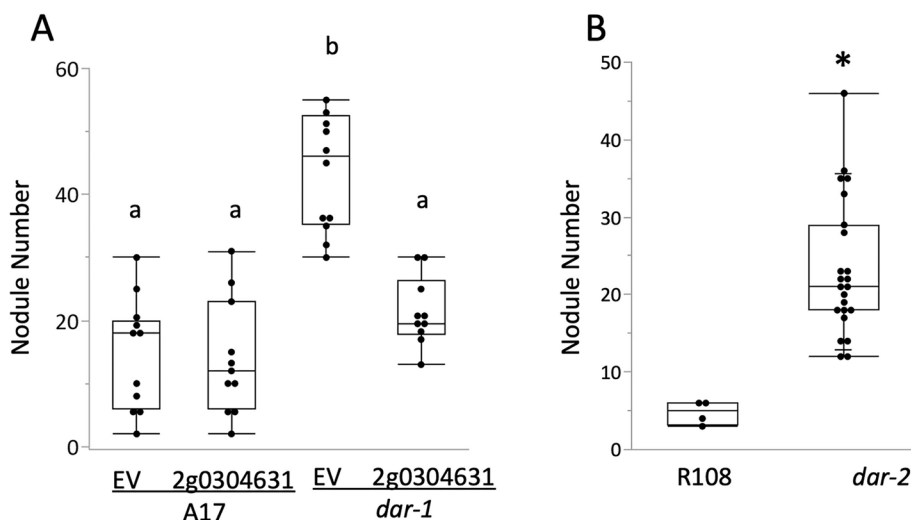 A
B
b
a
a
a
*
Nodule Number
60
40
20
0
EV 2g0304631 EV 2g0304631
A17 dar-1
Nodule Number
50
40
30
20
10
0
R108 dar-2